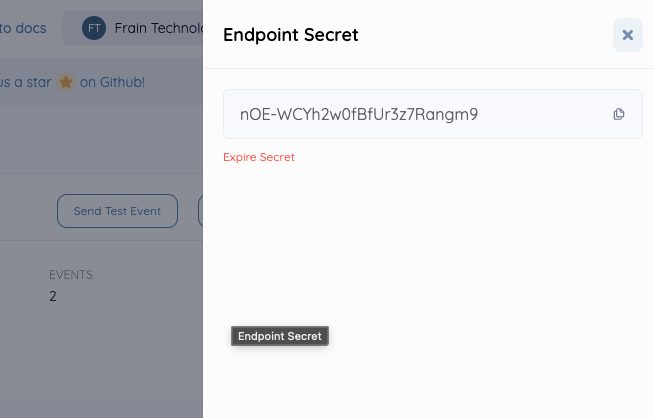 to docs
FT
Frain Technolo
Endpoint Secret
us a star on Github!
nOE-WCYh2w0fBfUr3z7Rangm9
Expire Secret
Send Test Event
EVENTS
2
Endpoint Secret